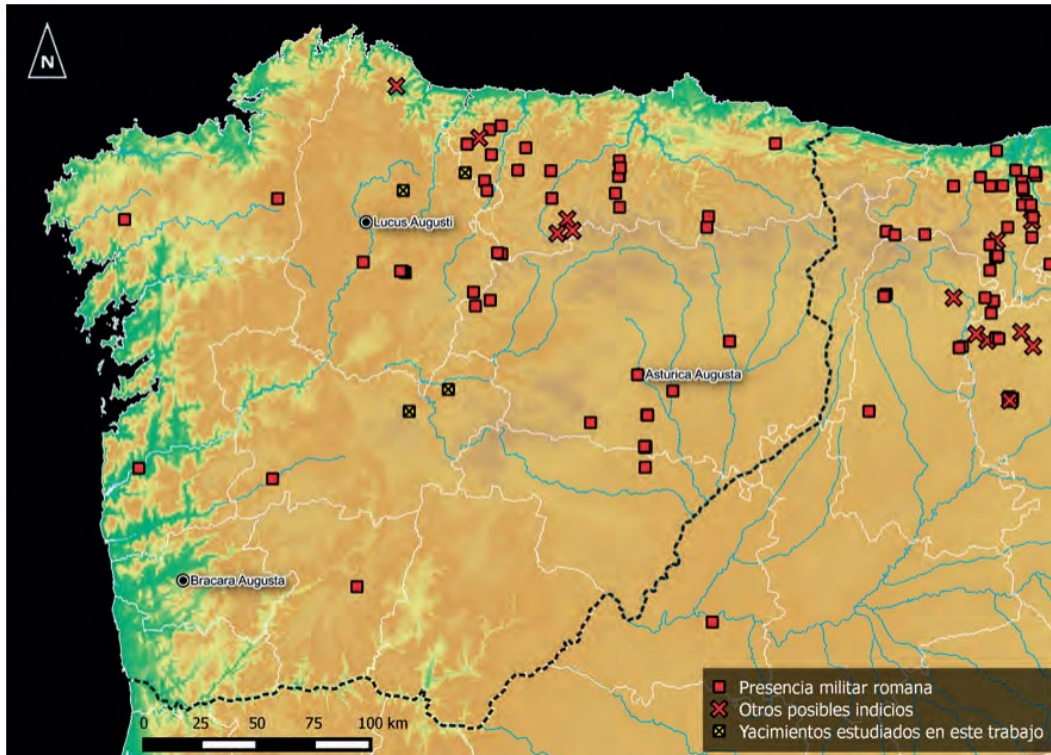 N
Lucus Augusti
Asturica Augusta
Bracara Augusta
Presencia militar romana
Otros posibles indicios
Yacimientos estudiados en este trabajo
0 25 50 75 100 km